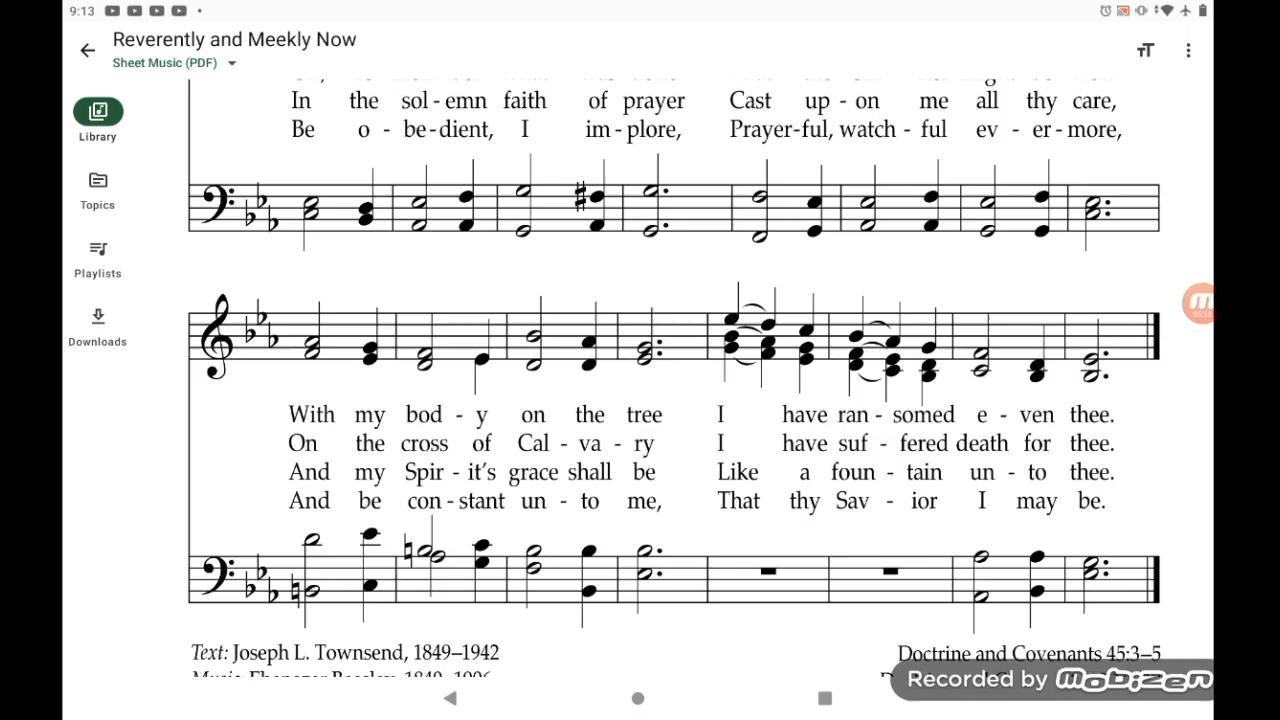 9:13
Reverently and Meekly Now
Sheet Music (PDF)
Library
Topics
Playlists
Downloads
In the sol - emn faith of prayer Cast up - on me all thy care,
Be o - be - dient, I im - plore, Prayer - ful, watch - ful ev - er - more,
With my bod - y on the tree I have ran - somed e - ven thee.
On the cross of Cal - va - ry I have suf - fered death for thee.
And my Spir - it's grace shall be Like a foun - tain un - to thee.
And be con - stant un - to me, That thy Sav - ior I may be.
Text: Joseph L. Townsend, 1849–1942
Doctrine and Covenants 45:3–5
Recorded by mobizen